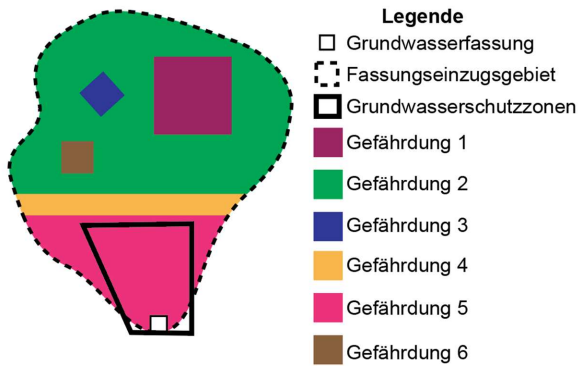 Legende
Grundwasserfassung
Fassungseinzugsgebiet
Grundwasserschutzzonen
Gefährdung 1
Gefährdung 2
Gefährdung 3
Gefährdung 4
Gefährdung 5
Gefährdung 6